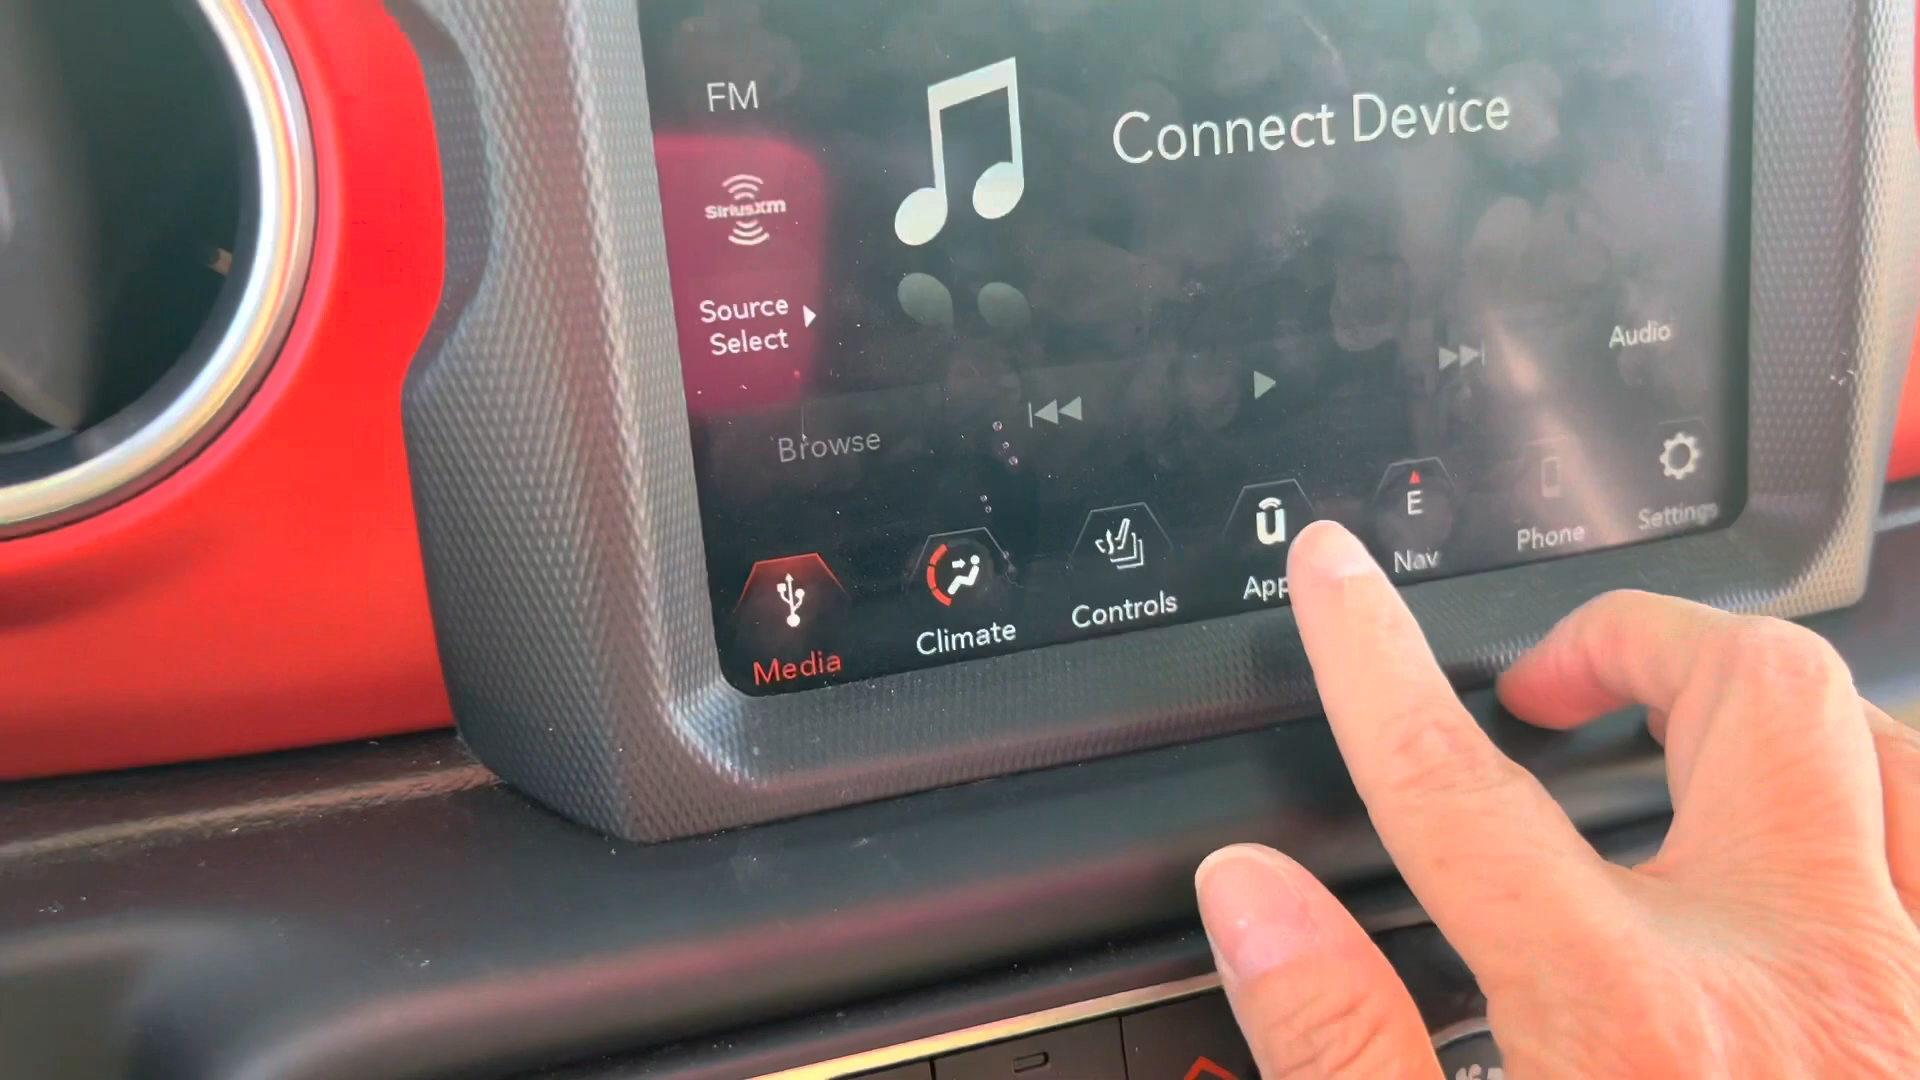 FM
Connect Device
SiriusXM
Source
Select
Audio
Browse
E
u
Media
Climate
Controls
App
Nav
Phone
Settings